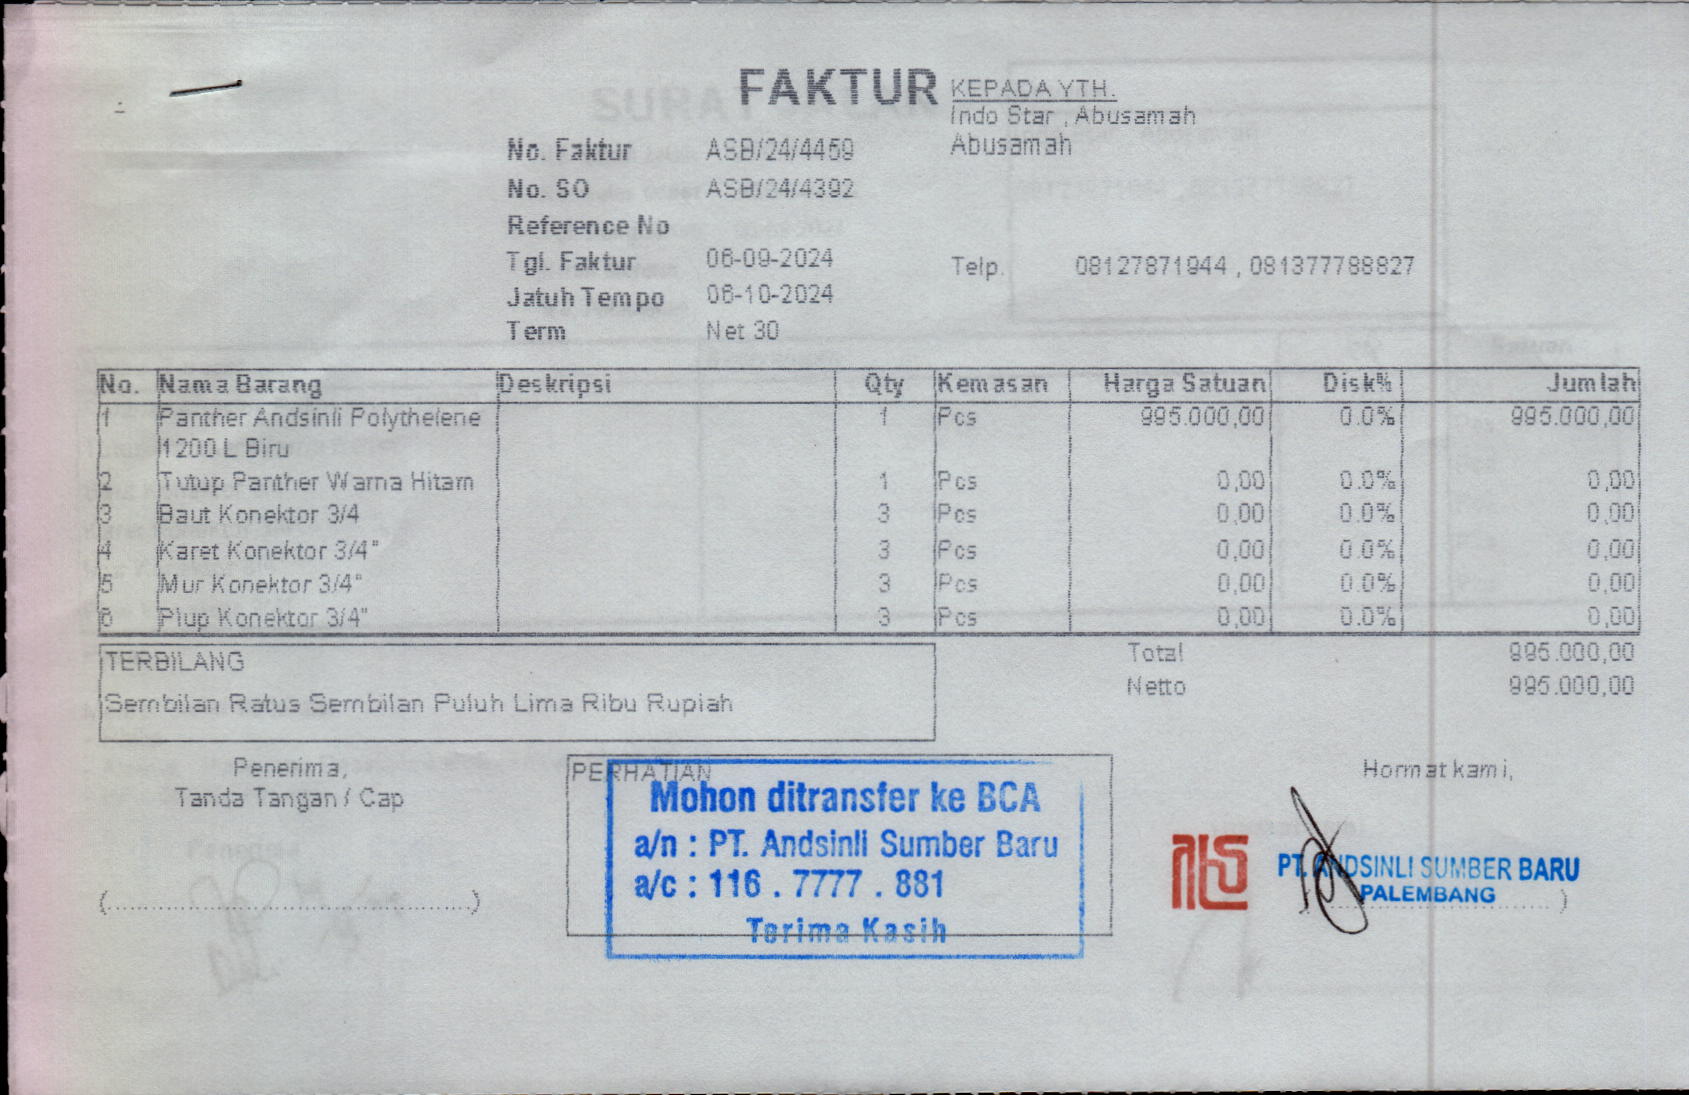 FAKTUR
KEPADA YTH.
Indo Star , Abusamah
Abusamah
No. Faktur ASB/24/4459
No. SO ASB/24/4392
Reference No
Tgl. Faktur 06-09-2024
Telp. 08127871944 , 081377788827
Jatuh Tempo 06-10-2024
Term Net 30
No. Nama Barang Deskripsi Qty Kemasan Harga Satuan Disk% Jumlah
1 Panther Andsinli Polythelene 1 Pcs 995.000,00 0.0% 995.000,00
1200 L Biru
2 Tutup Panther Warna Hitam 1 Pcs 0,00 0.0% 0,00
3 Baut Konektor 3/4 3 Pcs 0,00 0.0% 0,00
4 Karet Konektor 3/4" 3 Pcs 0,00 0.0% 0,00
5 Mur Konektor 3/4" 3 Pcs 0,00 0.0% 0,00
6 Plup Konektor 3/4" 3 Pcs 0,00 0.0% 0,00
Total 995.000,00
Netto 995.000,00
TERBILANG
Sembilan Ratus Sembilan Puluh Lima Ribu Rupiah
Penerima,
Tanda Tangan / Cap
(..........................................................)
PERHATIAN
Mohon ditransfer ke BCA
a/n : PT. Andsinli Sumber Baru
a/c : 116 . 7777 . 881
Terima Kasih
Hormat kami,
PT. ANDSINLI SUMBER BARU
PALEMBANG